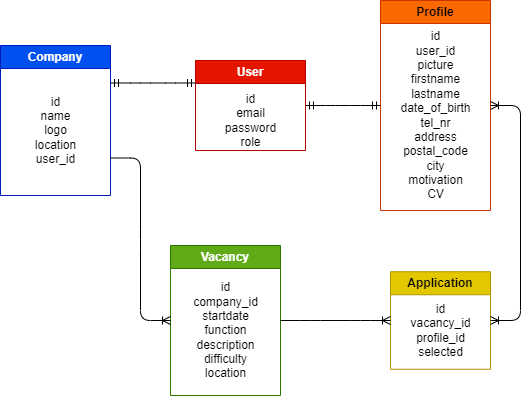 Company
id
name
logo
location
user_id
User
id
email
password
role
Profile
id
user_id
picture
firstname
lastname
date_of_birth
tel_nr
address
postal_code
city
motivation
CV
Vacancy
id
company_id
startdate
function
description
difficulty
location
Application
id
vacancy_id
profile_id
selected